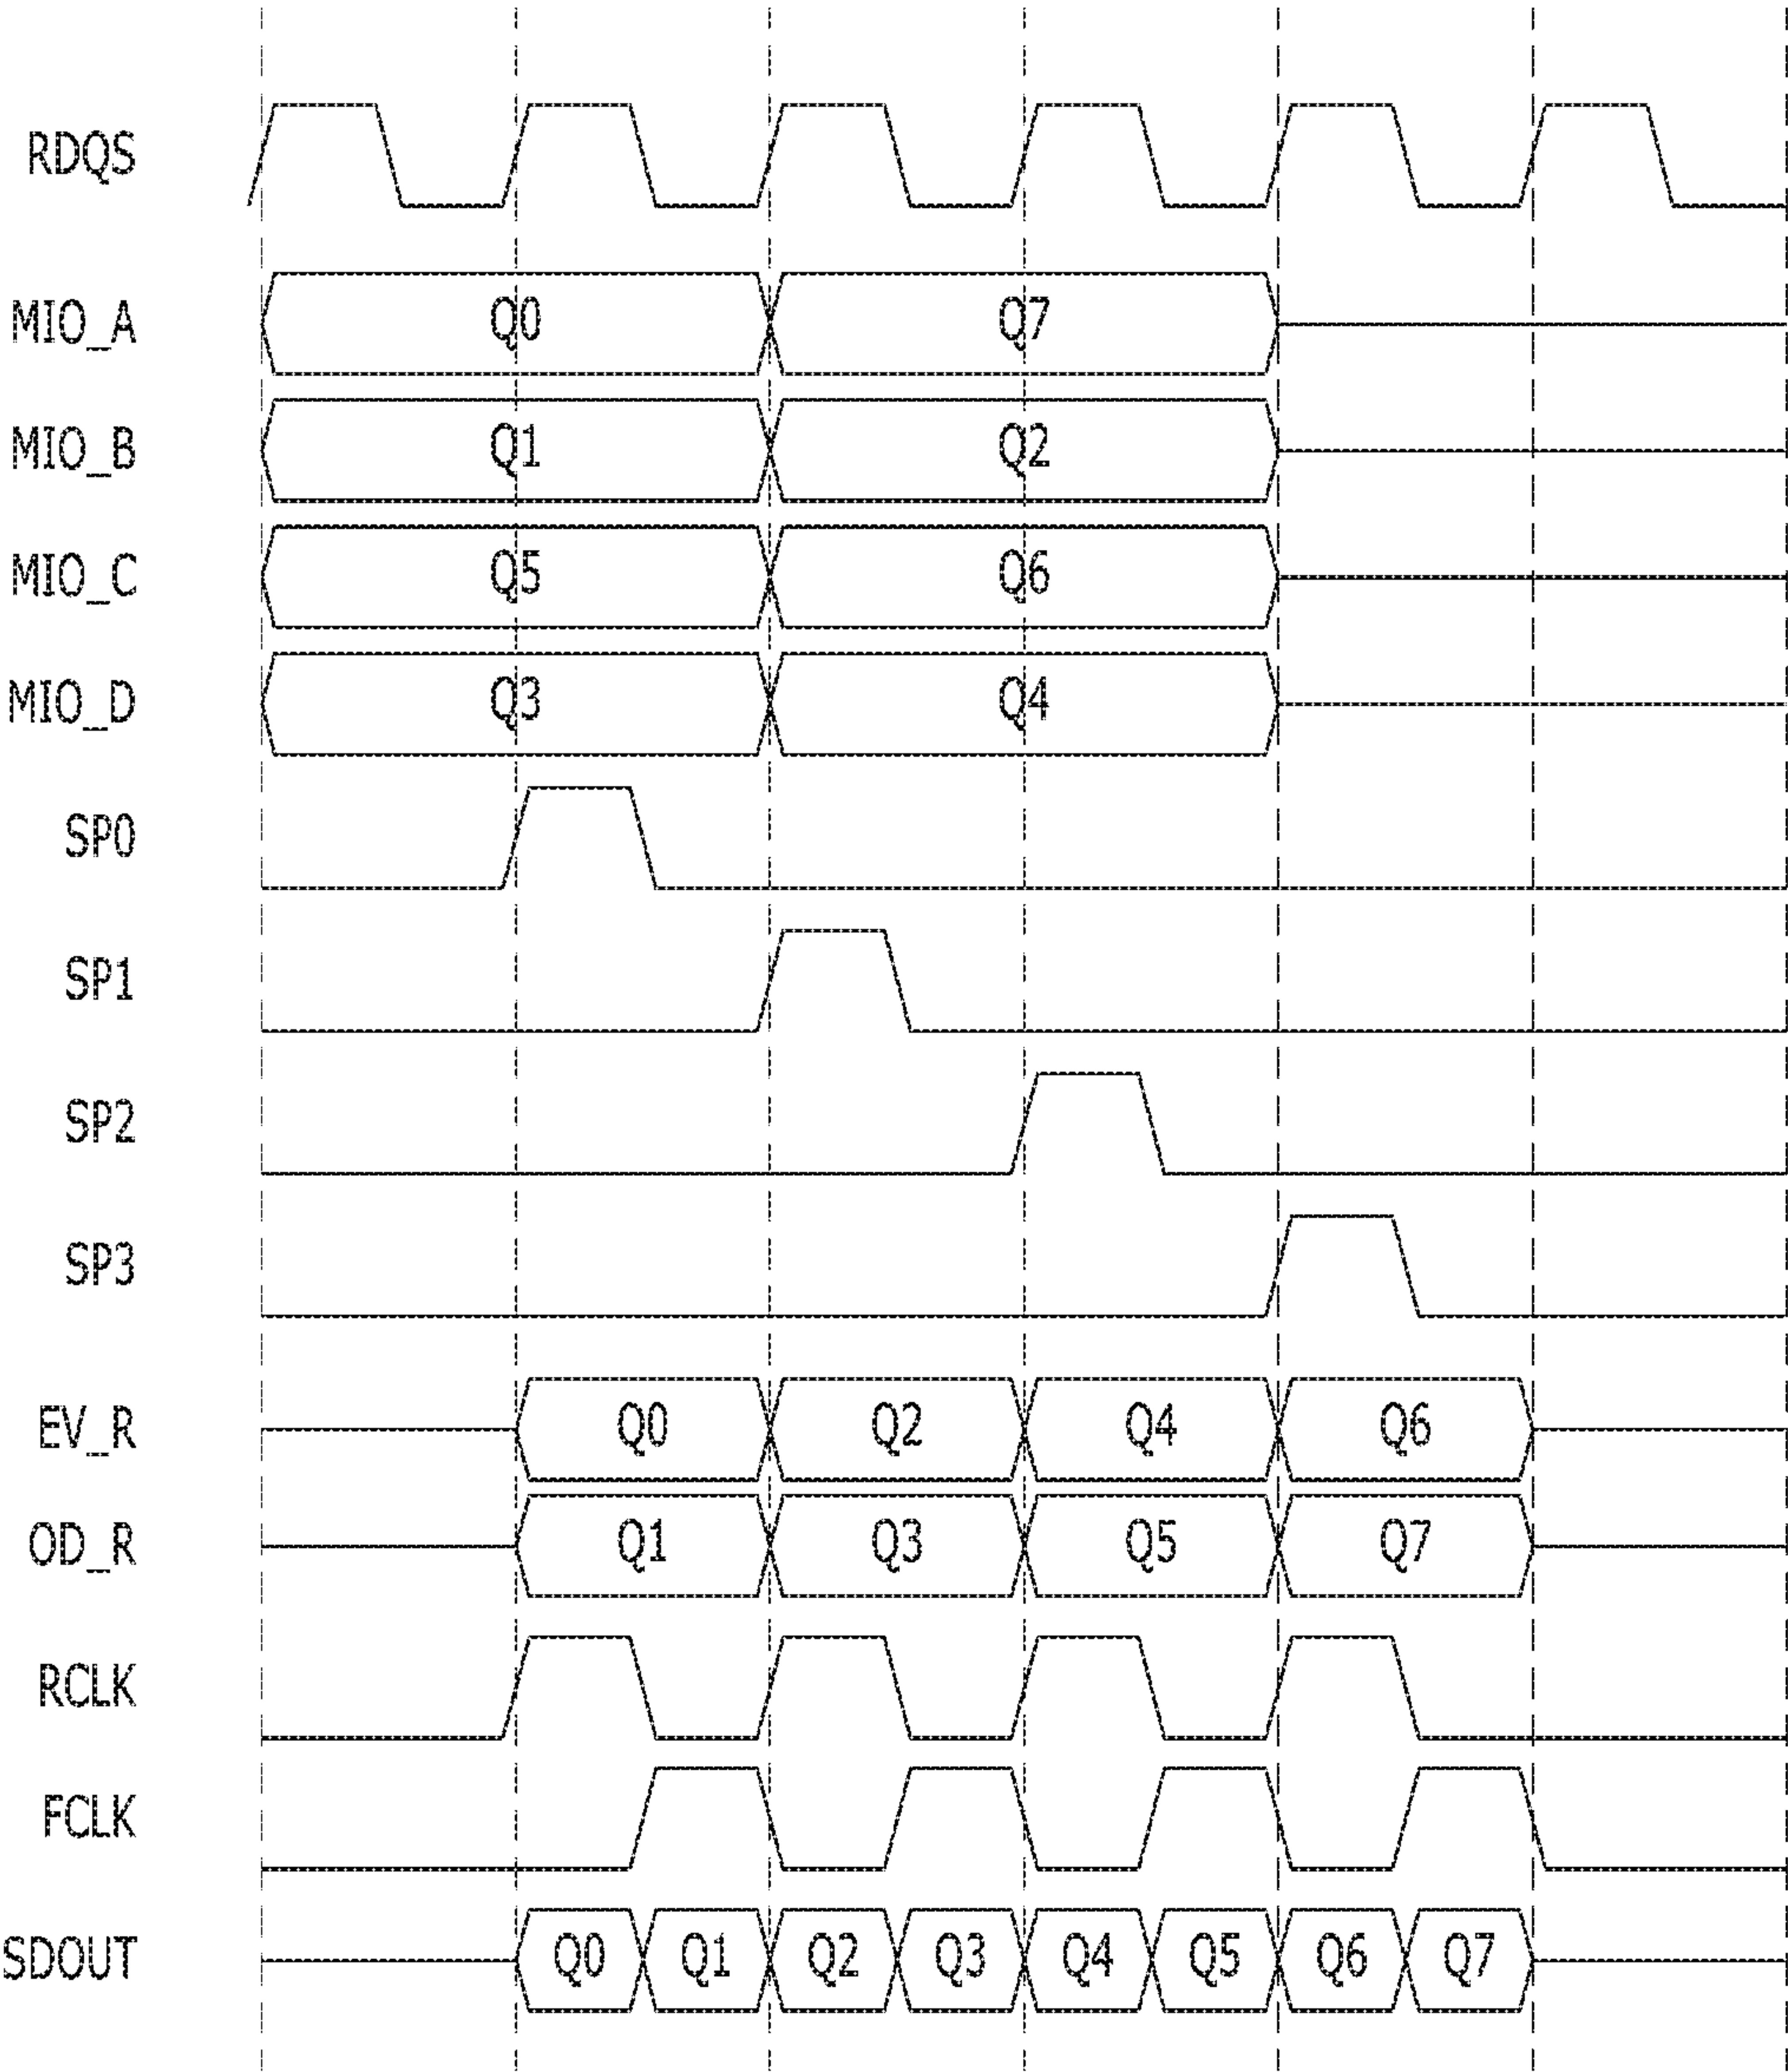 RDQS
MIO_A Q0 Q7
MIO_B Q1 Q2
MIO_C Q5 Q6
MIO_D Q3 Q4
SP0
SP1
SP2
SP3
EV_R Q0 Q2 Q4 Q6
OD_R Q1 Q3 Q5 Q7
RCLK
FCLK
SDOUT Q0 Q1 Q2 Q3 Q4 Q5 Q6 Q7